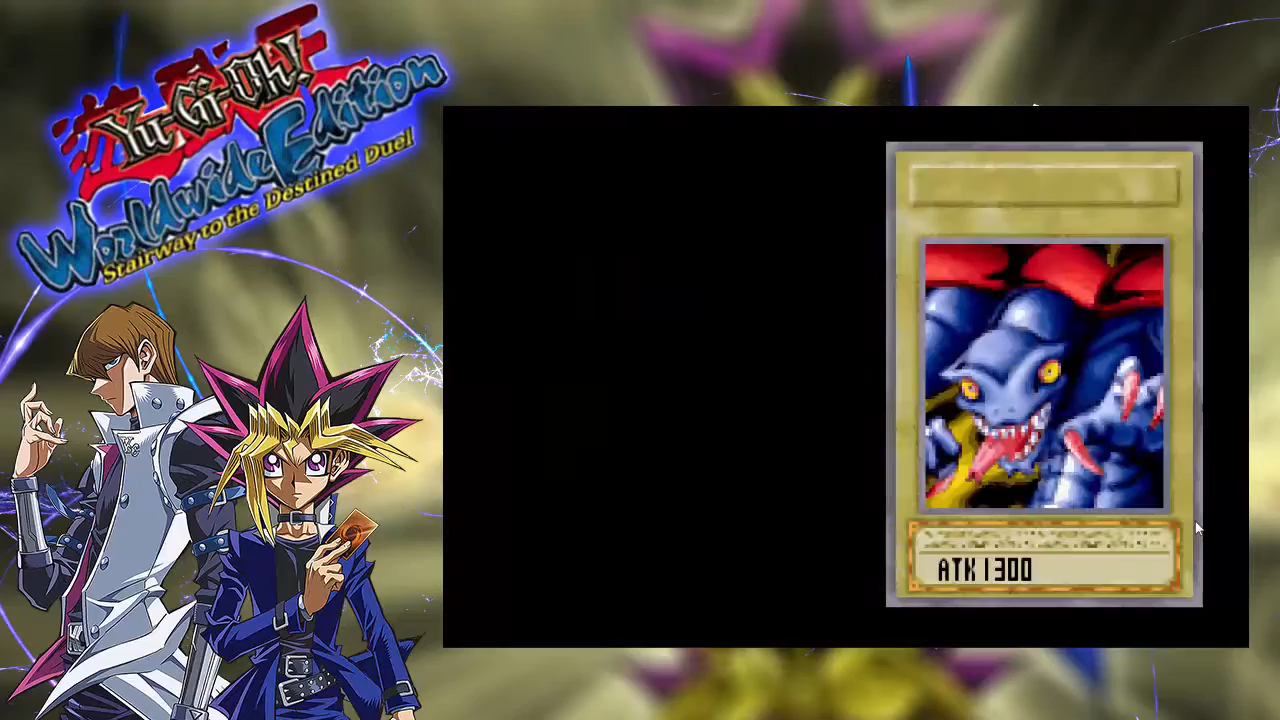 Yu-Gi-Oh!
Worldwide Edition
Stairway to the Destined Duel
ATK 1300